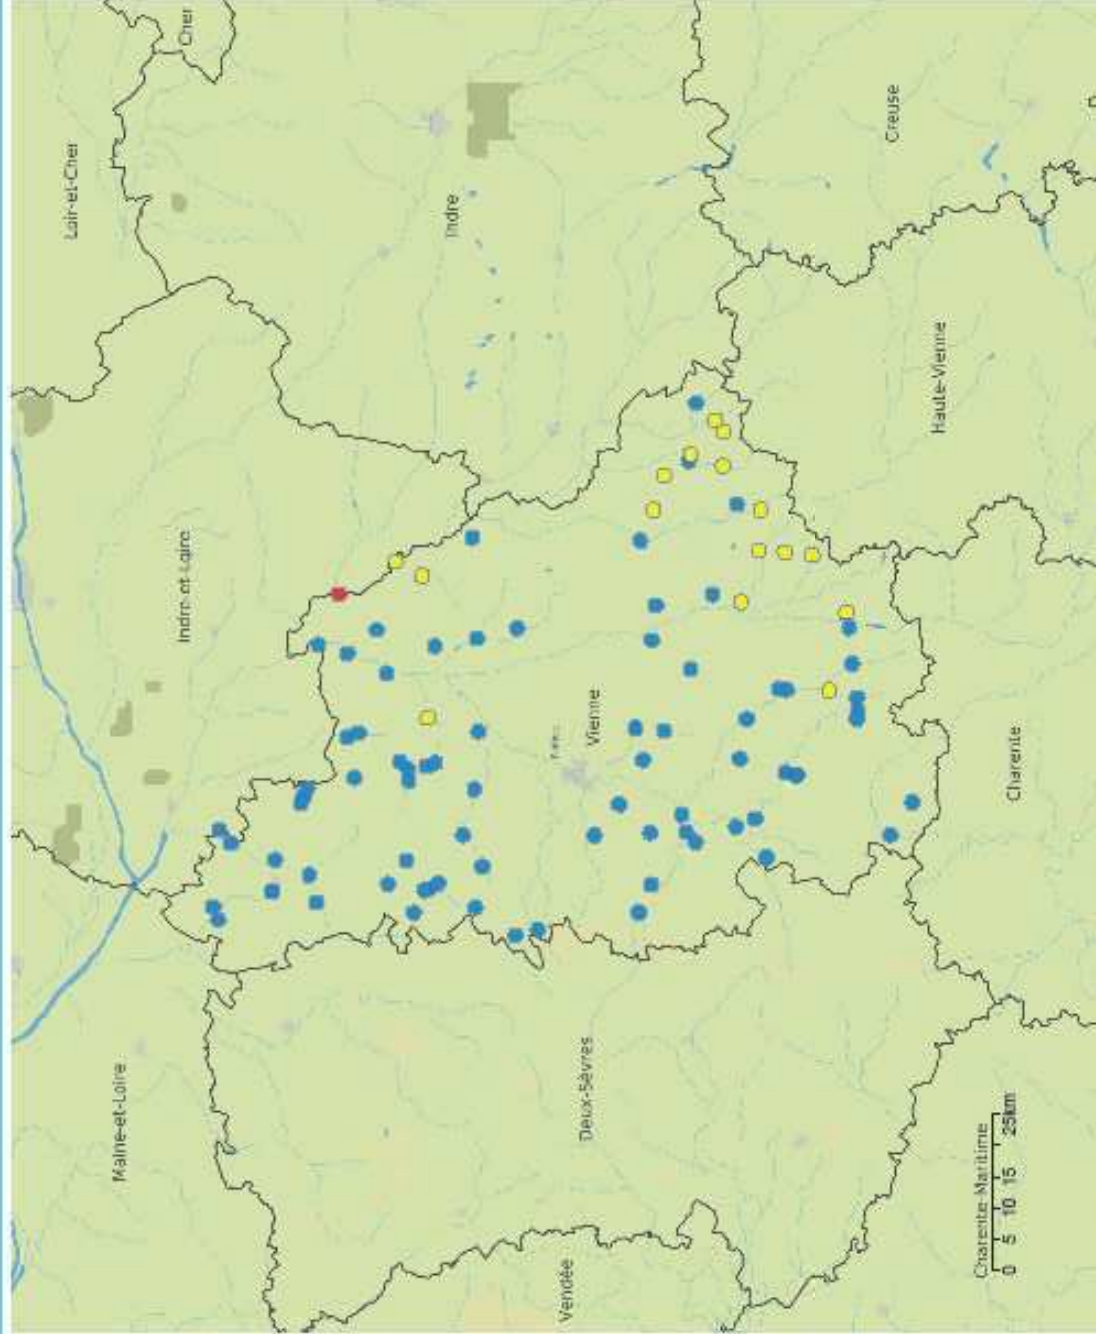 Loir-et-Cher
Maine-et-Loire
Indre-et-Loire
Cher
Indre
Vendée
Deux-Sèvres
Vienne
Creuse
Haute-Vienne
Charente-Maritime
0 5 10 15 25km
Charente